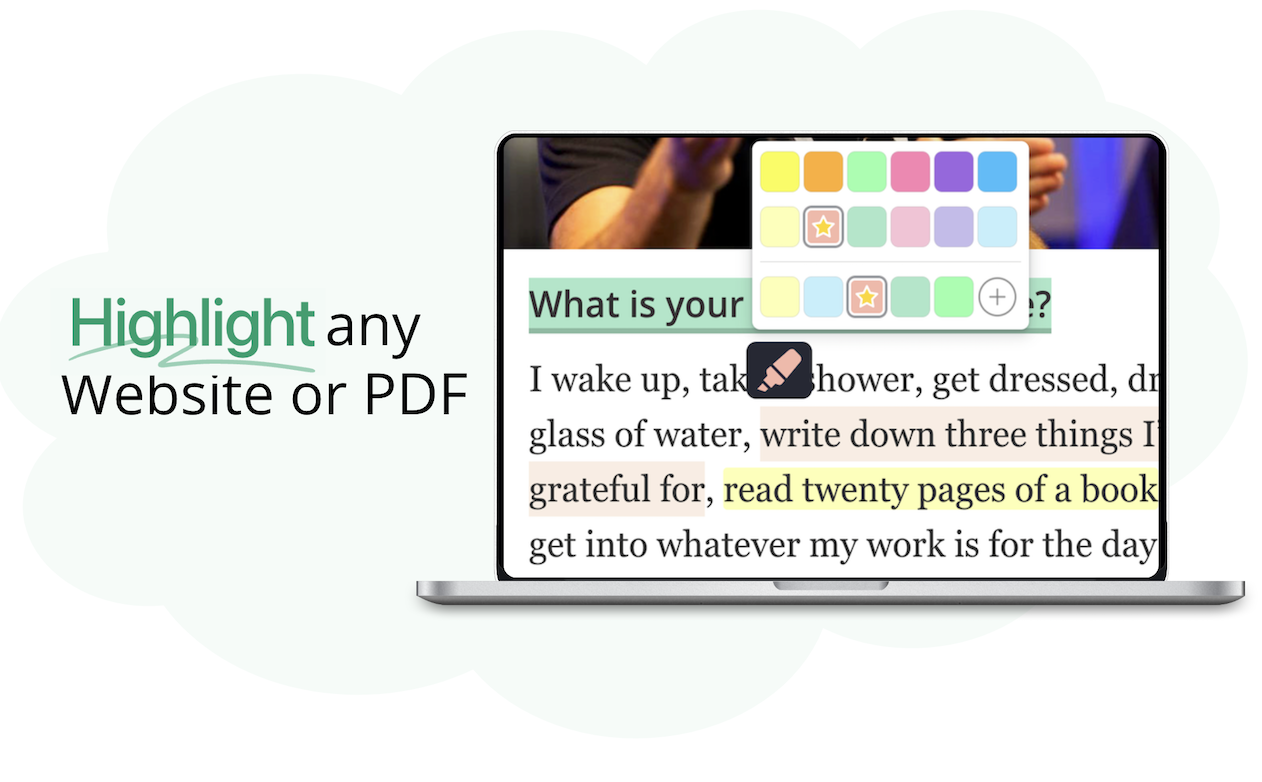 Highlight any
Website or PDF
What is your e?
I wake up, tak hower, get dressed, dr
glass of water, write down three things I'
grateful for, read twenty pages of a book
get into whatever my work is for the day